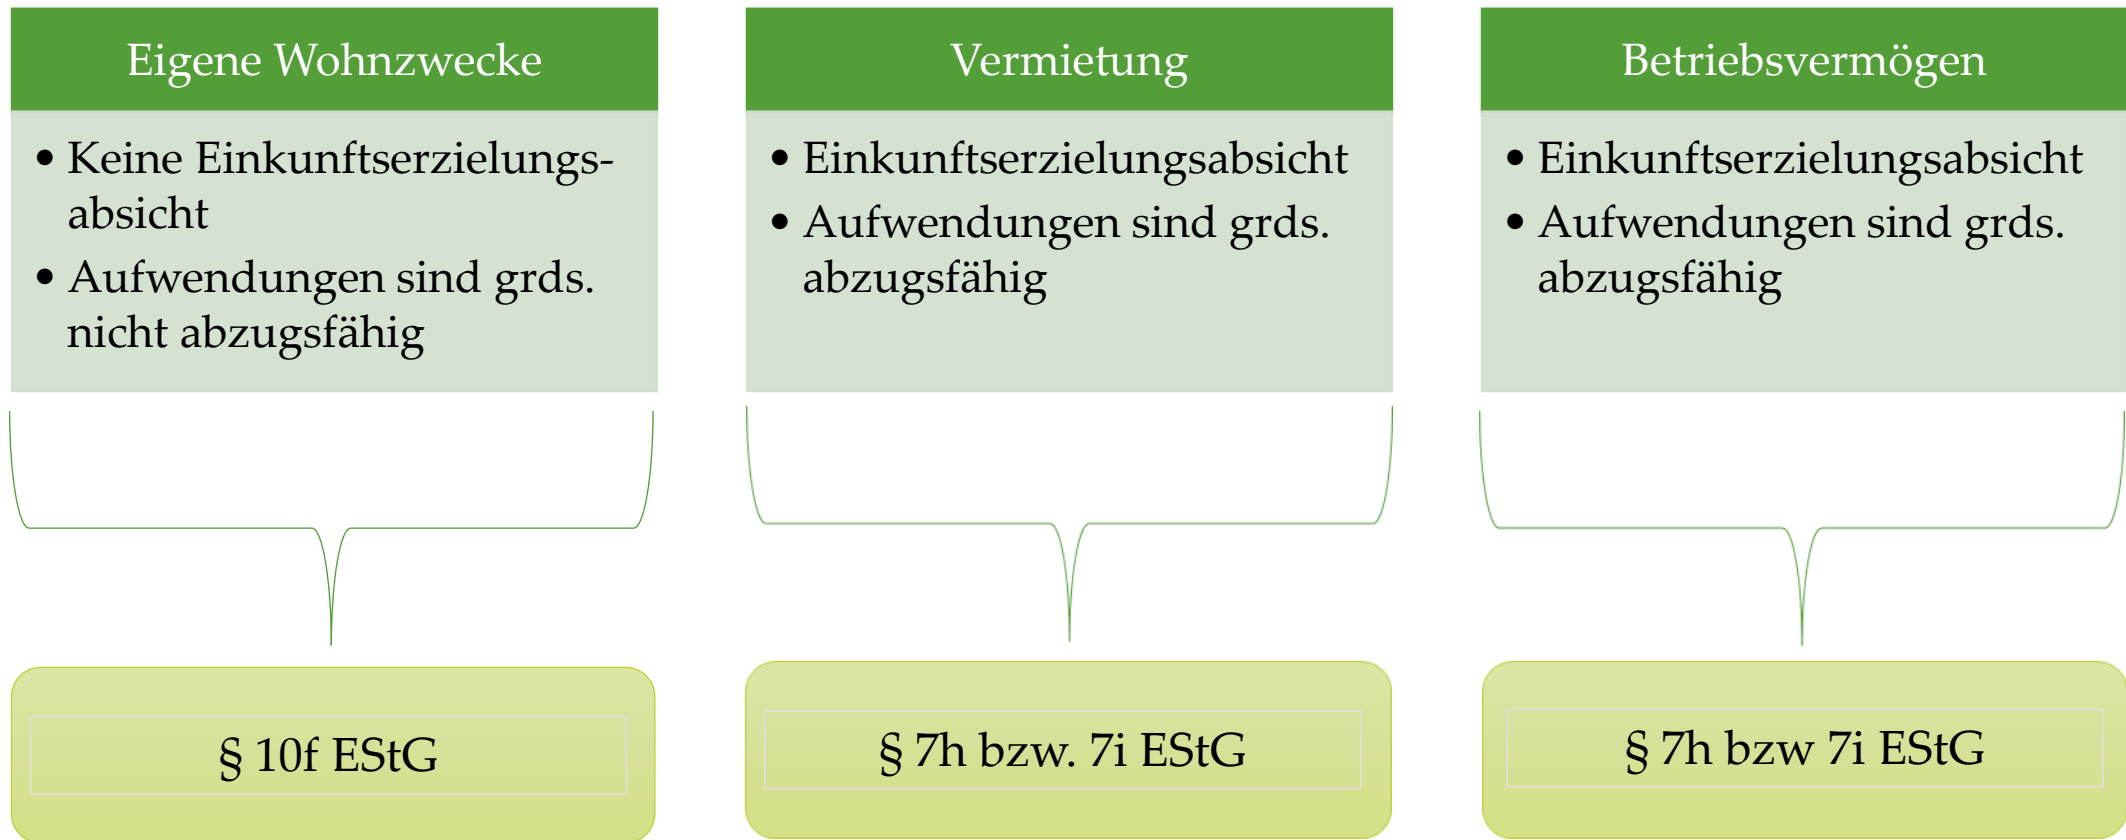 Eigene Wohnzwecke
• Keine Einkunftserzielungs-
absicht
• Aufwendungen sind grds.
nicht abzugsfähig
§ 10f EStG
Vermietung
• Einkunftserzielungsabsicht
• Aufwendungen sind grds.
abzugsfähig
§ 7h bzw. 7i EStG
Betriebsvermögen
• Einkunftserzielungsabsicht
• Aufwendungen sind grds.
abzugsfähig
§ 7h bzw 7i EStG